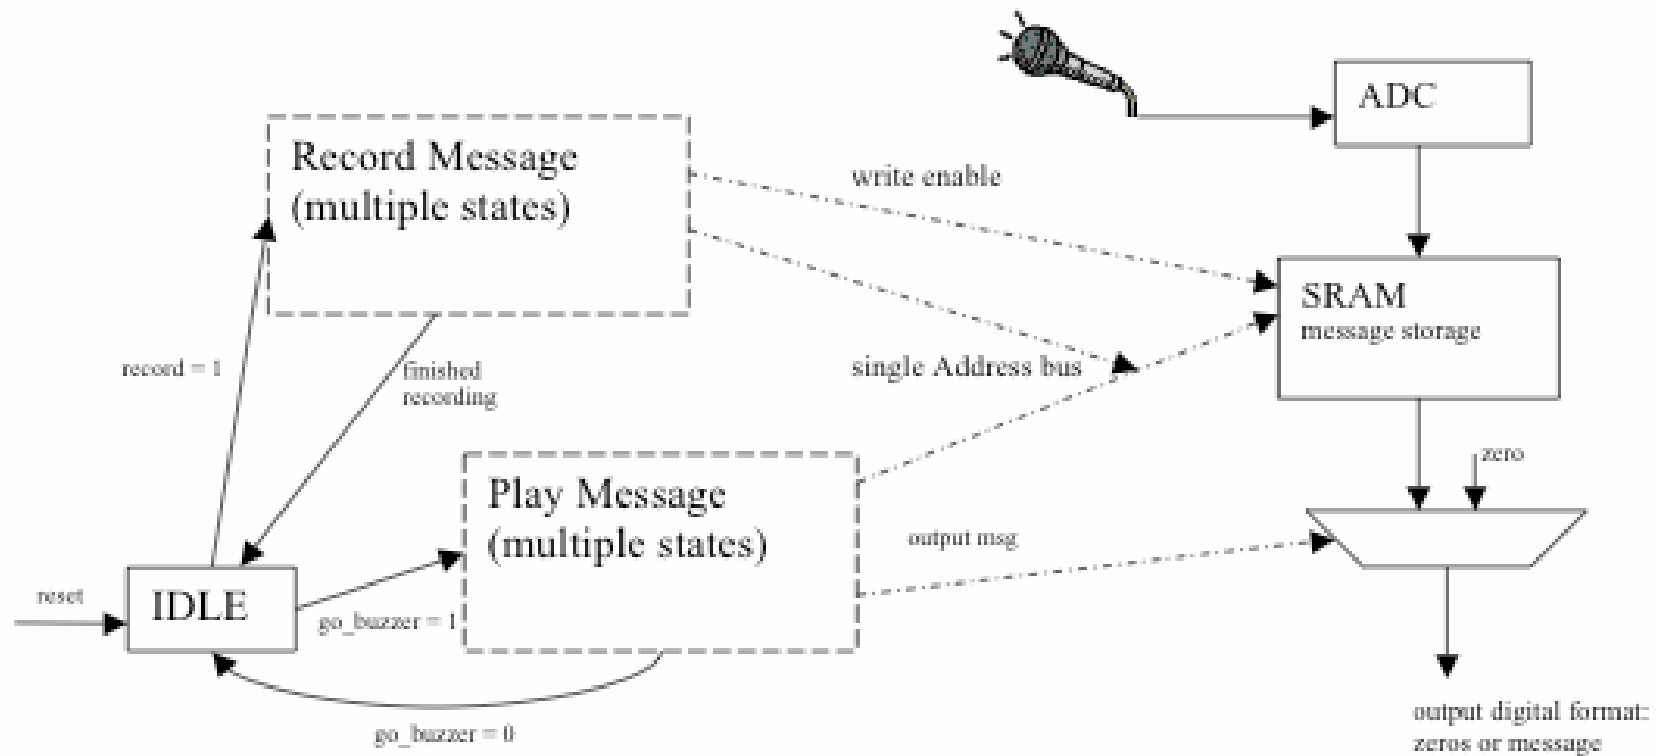 ADC
Record Message
(multiple states)
write enable
SRAM
message storage
record = 1
finished
recording
single Address bus
zero
Play Message
(multiple states)
output msg
reset
IDLE
go_buzzer = 1
go_buzzer = 0
output digital format:
zeros or message